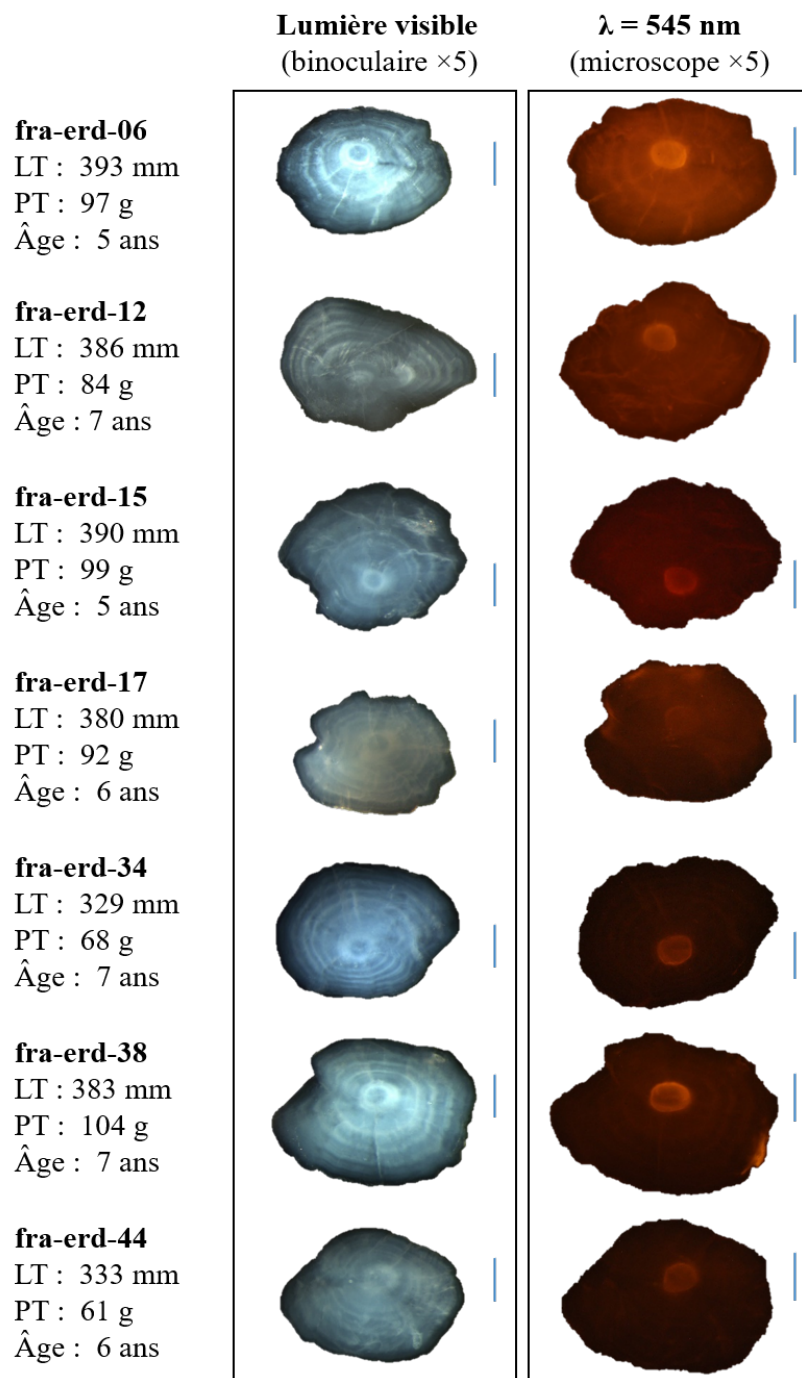 Lumière visible
(binoculaire ×5)
λ = 545 nm
(microscope ×5)
fra-erd-06
LT : 393 mm
PT : 97 g
Âge : 5 ans
fra-erd-12
LT : 386 mm
PT : 84 g
Âge : 7 ans
fra-erd-15
LT : 390 mm
PT : 99 g
Âge : 5 ans
fra-erd-17
LT : 380 mm
PT : 92 g
Âge : 6 ans
fra-erd-34
LT : 329 mm
PT : 68 g
Âge : 7 ans
fra-erd-38
LT : 383 mm
PT : 104 g
Âge : 7 ans
fra-erd-44
LT : 333 mm
PT : 61 g
Âge : 6 ans